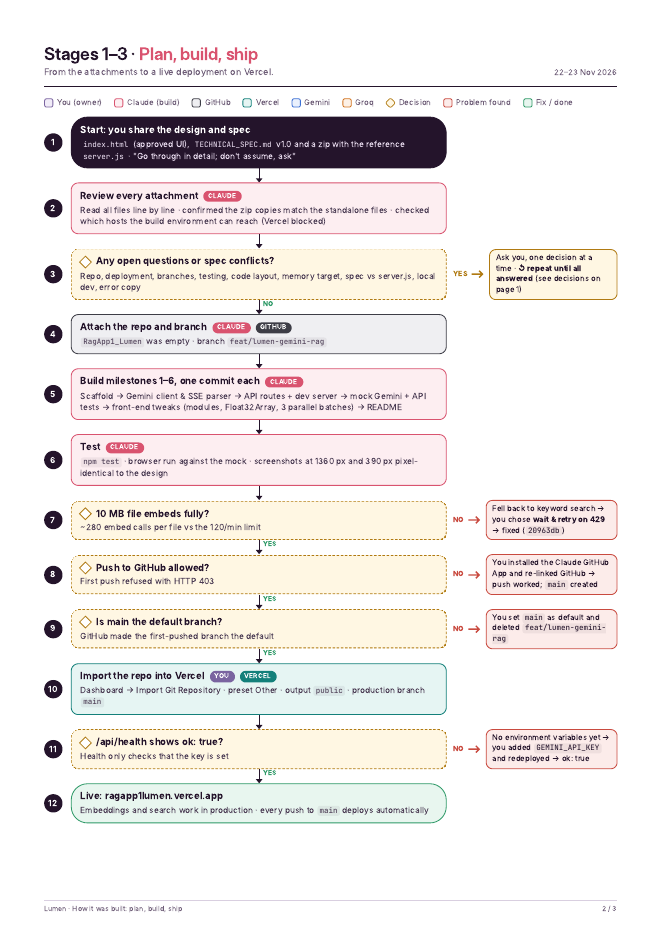 Stages 1–3 · Plan, build, ship
From the attachments to a live deployment on Vercel.
22–23 Nov 2026
You (owner) Claude (build) GitHub Vercel Gemini Groq Decision Problem found Fix / done
1
Start: you share the design and spec
index.html (approved UI), TECHNICAL_SPEC.md v1.0 and a zip with the reference
server.js · "Go through in detail; don't assume, ask"
2
Review every attachment CLAUDE
Read all files line by line · confirmed the zip copies match the standalone files · checked
which hosts the build environment can reach (Vercel blocked)
3
Any open questions or spec conflicts?
Repo, deployment, branches, testing, code layout, memory target, spec vs server.js, local
dev, error copy
YES →
Ask you, one decision at a
time · ↻ repeat until all
answered (see decisions on
page 1)
NO
4
Attach the repo and branch CLAUDE GITHUB
RagApp1_Lumen was empty · branch feat/lumen-gemini-rag
5
Build milestones 1–6, one commit each CLAUDE
Scaffold → Gemini client & SSE parser → API routes + dev server → mock Gemini + API
tests → front-end tweaks (modules, Float32Array, 3 parallel batches) → README
6
Test CLAUDE
npm test · browser run against the mock · screenshots at 1360 px and 390 px pixel-
identical to the design
7
10 MB file embeds fully?
~280 embed calls per file vs the 120/min limit
NO →
Fell back to keyword search →
you chose wait & retry on 429
→ fixed (20963db)
YES
8
Push to GitHub allowed?
First push refused with HTTP 403
NO →
You installed the Claude GitHub
App and re-linked GitHub →
push worked; main created
YES
9
Is main the default branch?
GitHub made the first-pushed branch the default
NO →
You set main as default and
deleted feat/lumen-gemini-
rag
YES
10
Import the repo into Vercel YOU VERCEL
Dashboard → Import Git Repository · preset Other · output public · production branch
main
11
/api/health shows ok: true?
Health only checks that the key is set
NO →
No environment variables yet →
you added GEMINI_API_KEY
and redeployed → ok: true
YES
12
Live: ragapp1lumen.vercel.app
Embeddings and search work in production · every push to main deploys automatically
Lumen · How it was built: plan, build, ship
2 / 3